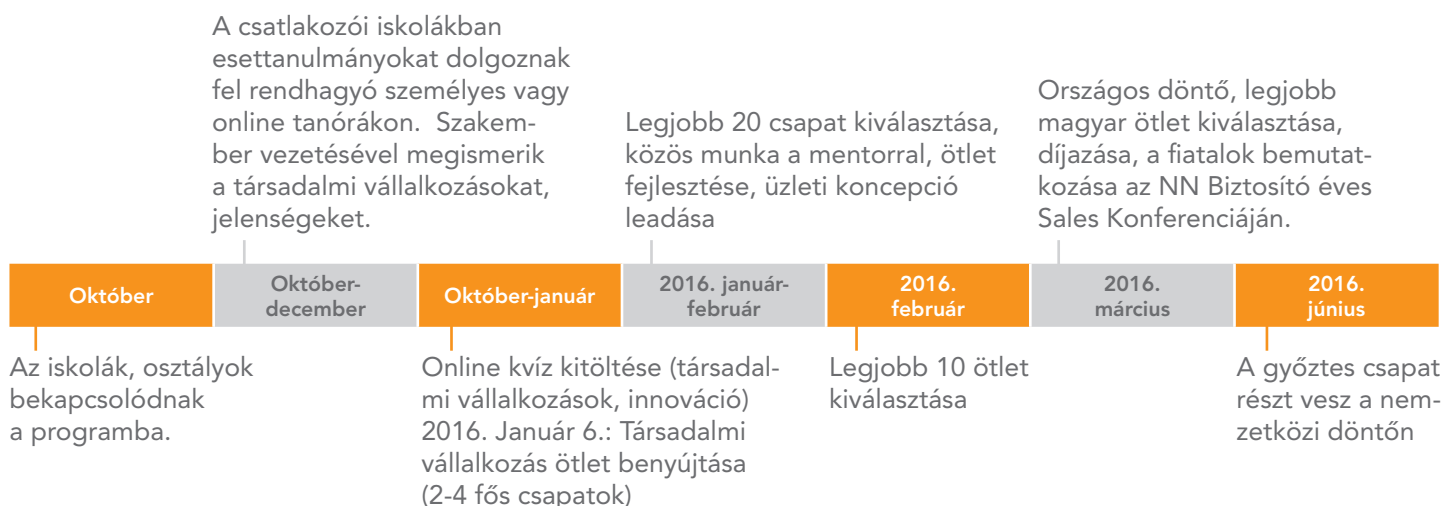 A csatlakozói iskolákban
esettanulmányokat dolgoznak
fel rendhagyó személyes vagy
online tanórákon. Szakem-
ber vezetésével megismerik
a társadalmi vállalkozásokat,
jelenségeket.
Legjobb 20 csapat kiválasztása,
közös munka a mentorral, ötlet
fejlesztése, üzleti koncepció
leadása
Országos döntő, legjobb
magyar ötlet kiválasztása,
díjazása, a fiatalok bemutat-
kozása az NN Biztosító éves
Sales Konferenciáján.
Október
Október-
december
Október-január
2016. január-
február
2016.
február
2016.
március
2016.
június
Az iskolák, osztályok
bekapcsolódnak
a programba.
Online kvíz kitöltése (társadal-
mi vállalkozások, innováció)
2016. Január 6.: Társadalmi
vállalkozás ötlet benyújtása
(2-4 fős csapatok)
Legjobb 10 ötlet
kiválasztása
A győztes csapat
részt vesz a nem-
zetközi döntőn